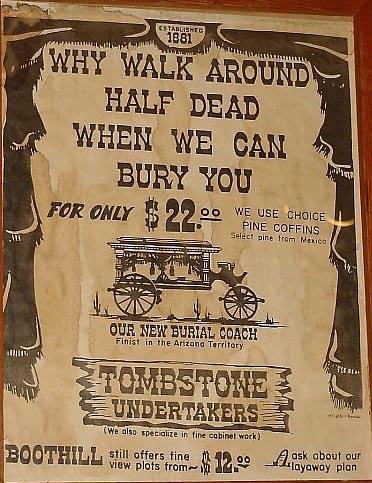 ESTABLISHED
1881
WHY WALK AROUND
HALF DEAD
WHEN WE CAN
BURY YOU
FOR ONLY $22.00
WE USE CHOICE
PINE COFFINS
Select pine from Mexico
OUR NEW BURIAL COACH
Finist in the Arizona Territory
TOMBSTONE
UNDERTAKERS
(We also specialize in fine cabinet work)
BOOTHILL still offers fine
view plots from~$12.00
ask about our
layaway plan